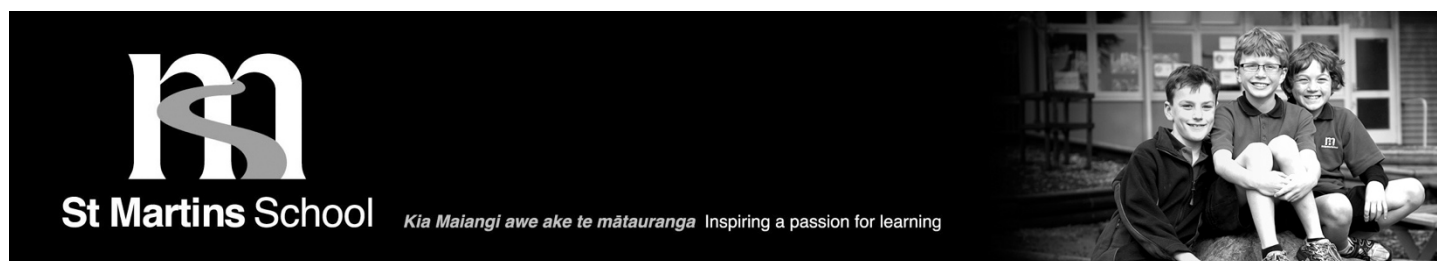 St Martins School
Kia Maiangi awe ake te mātauranga Inspiring a passion for learning